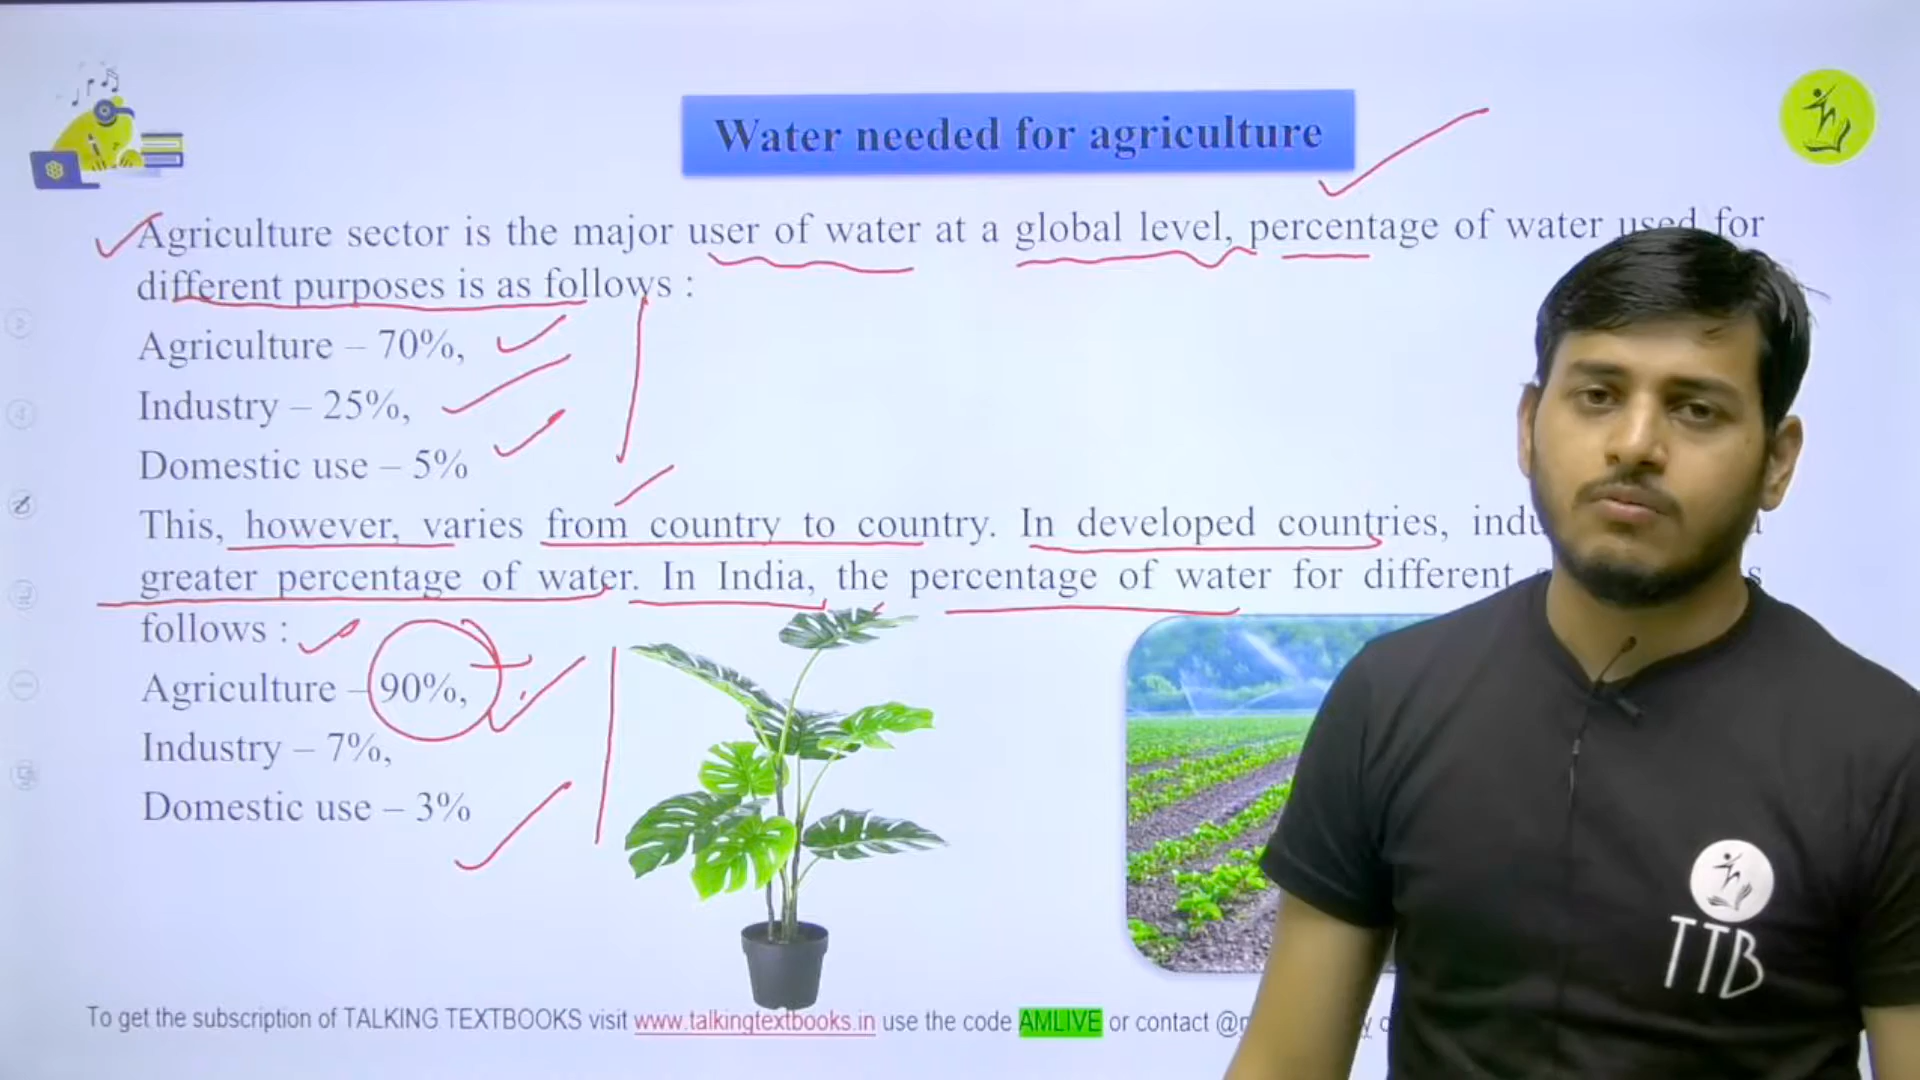 Water needed for agriculture
Agriculture sector is the major user of water at a global level, percentage of water used for
different purposes is as follows :
Agriculture – 70%,
Industry – 25%,
Domestic use – 5%
This, however, varies from country to country. In developed countries,
greater percentage of water. In India, the percentage of water for different
follows :
Agriculture – 90%,
Industry – 7%,
Domestic use – 3%
To get the subscription of TALKING TEXTBOOKS visit www.talkingtextbooks.in use the code AMLIVE or contact
TTB